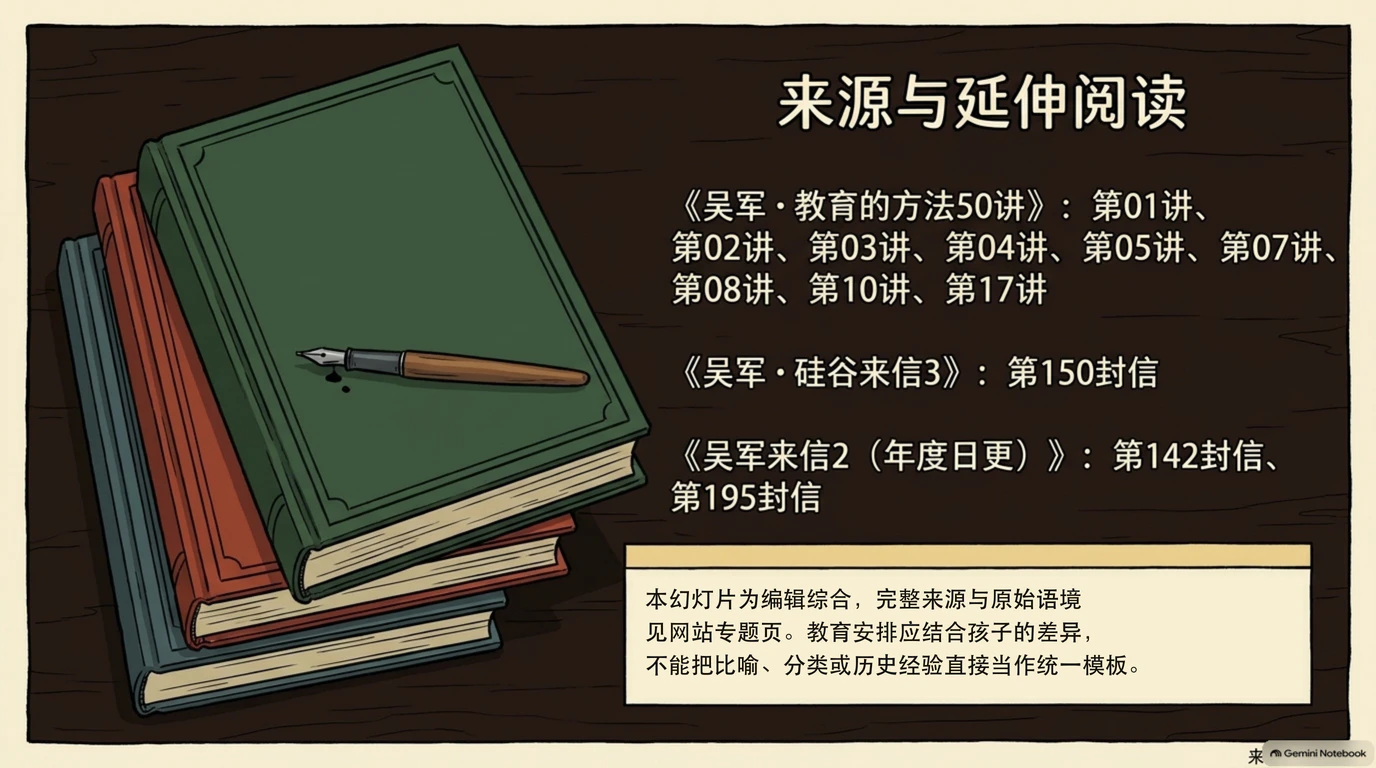 来源与延伸阅读
《吴军·教育的方法50讲》：第01讲、
第02讲、第03讲、第04讲、第05讲、第07讲、
第08讲、第10讲、第17讲
《吴军·硅谷来信3》：第150封信
《吴军来信2（年度日更）》：第142封信、
第195封信
本幻灯片为编辑综合，完整来源与原始语境
见网站专题页。教育安排应结合孩子的差异，
不能把比喻、分类或历史经验直接当作统一模板。
来 Gemini Notebook